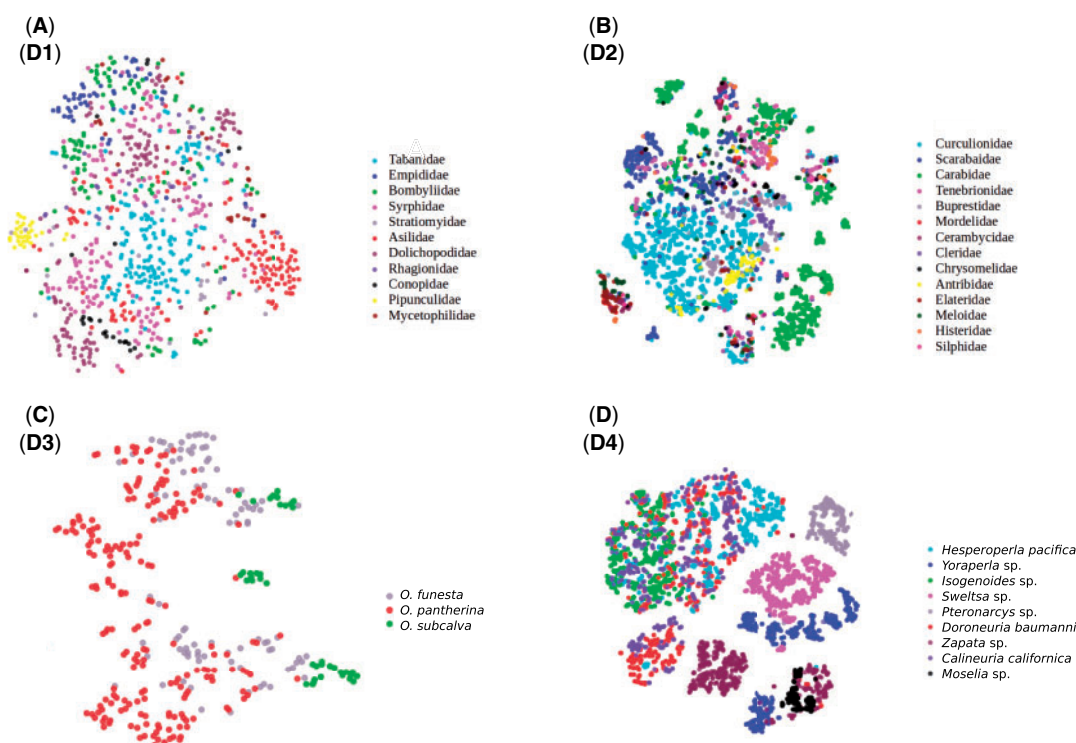 (A)
(D1)
Tabanidae
Empididae
Bombyliidae
Syrphidae
Stratiomyidae
Asilidae
Dolichopodidae
Rhagionidae
Conopidae
Pipunculidae
Mycetophilidae
(B)
(D2)
Curculionidae
Scarabaidae
Carabidae
Tenebrionidae
Buprestidae
Mordelidae
Cerambycidae
Cleridae
Chrysomelidae
Antribidae
Elateridae
Meloidae
Histeridae
Silphidae
(C)
(D3)
O. funesta
O. pantherina
O. subcalva
(D)
(D4)
Hesperoperla pacifica
Yoraperla sp.
Isogenoides sp.
Sweltsa sp.
Pteronarcys sp.
Doroneuria baumanni
Zapata sp.
Calineuria californica
Moselia sp.